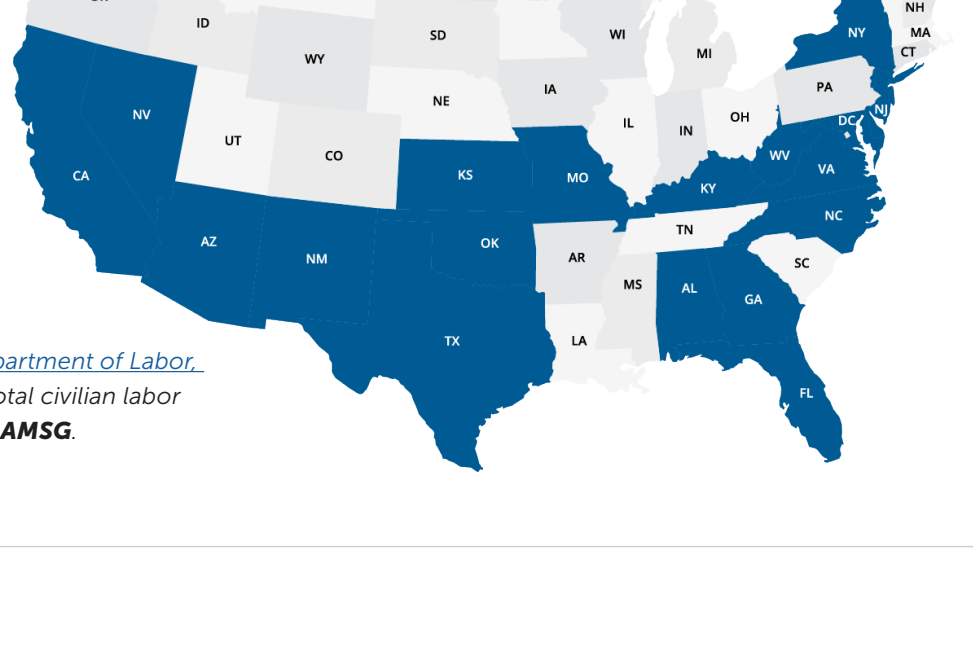 NH
ID
NY
MA
SD
WI
CT
MI
WY
PA
IA
NE
NJ
NV
OH
DC
IL
IN
UT
CO
WV
VA
CA
KS
MO
KY
NC
TN
AZ
OK
NM
AR
SC
MS
AL
GA
TX
LA
partment of Labor,
FL
otal civilian labor
AMSG.